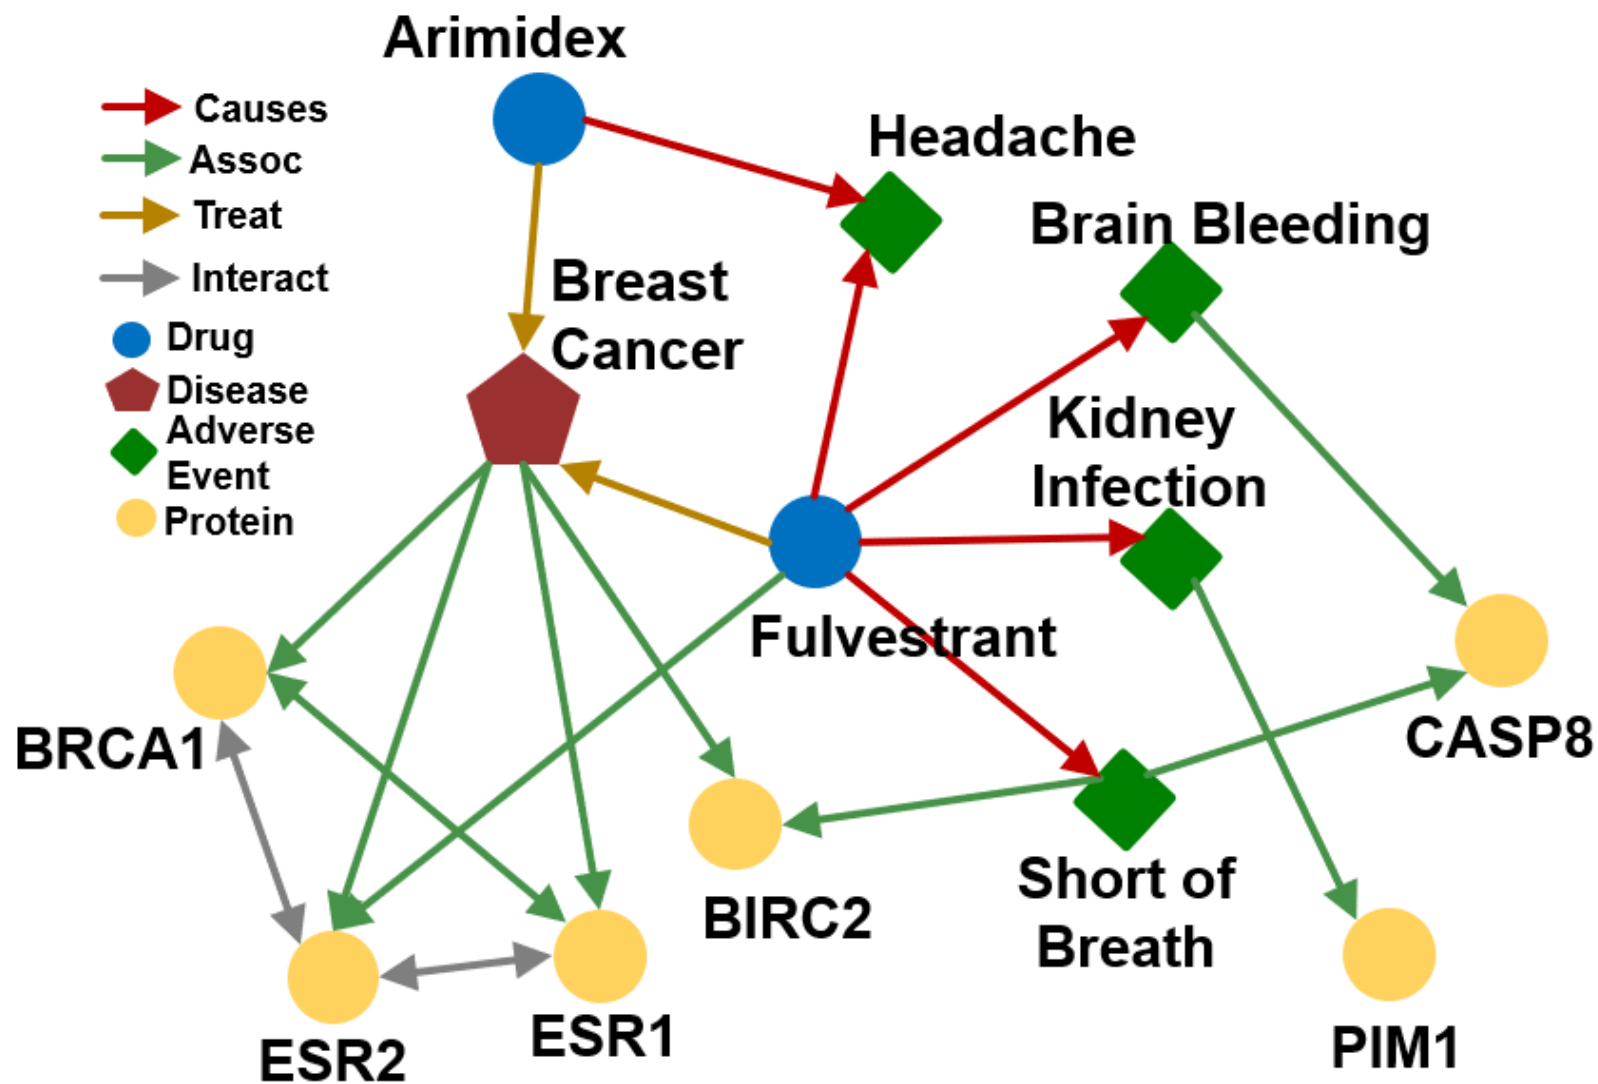 Arimidex
Causes
Assoc
Treat
Interact
Drug
Disease
Adverse
Event
Protein
Headache
Brain Bleeding
Breast
Cancer
Kidney
Infection
Fulvestrant
BRCA1
CASP8
BIRC2
Short of
Breath
ESR2
ESR1
PIM1